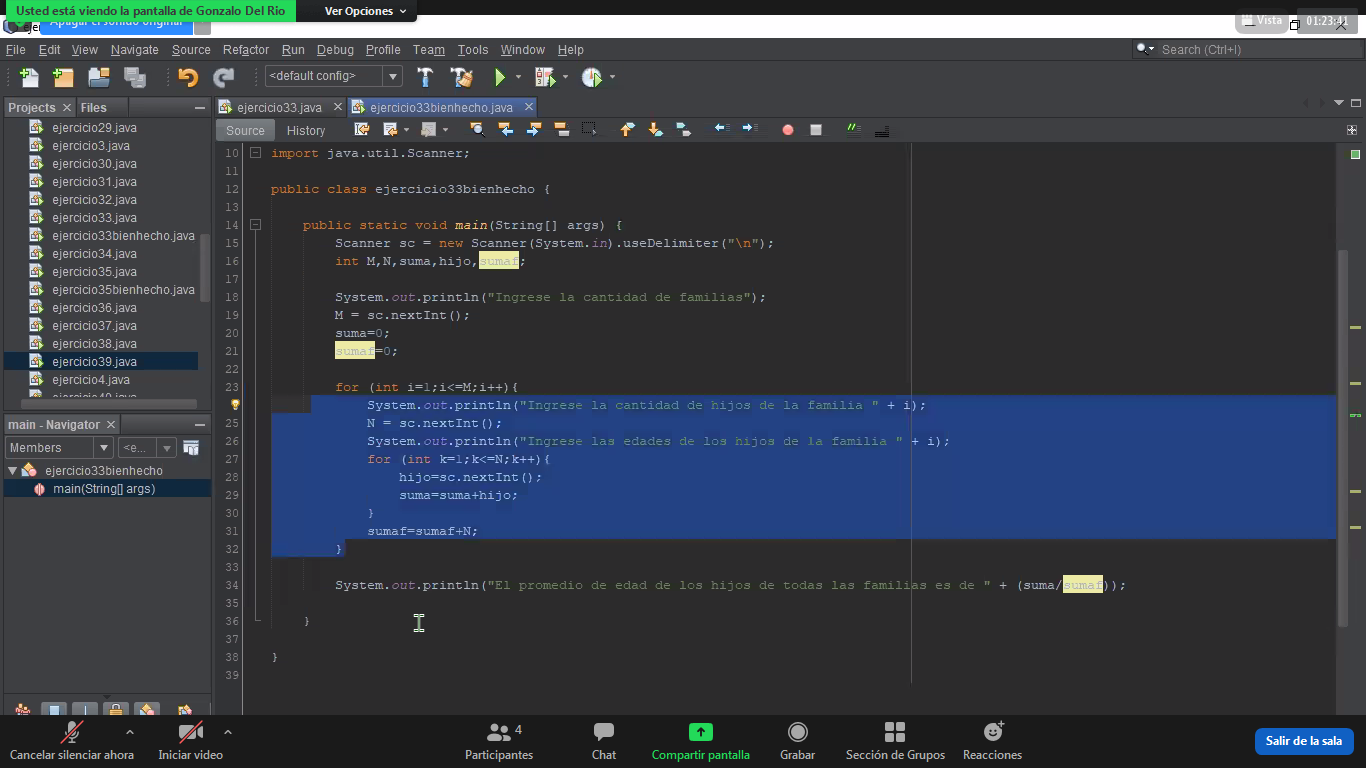 Usted está viendo la pantalla de Gonzalo Del Rio
Ver Opciones
Apagar el sonido original
Vista
01:23:41
File Edit View Navigate Source Refactor Run Debug Profile Team Tools Window Help
Search (Ctrl+I)
<default config>
Projects
Files
ejercicio33.java
ejercicio33bienhecho.java
Source
History
ejercicio29.java
ejercicio3.java
ejercicio30.java
ejercicio31.java
ejercicio32.java
ejercicio33.java
ejercicio33bienhecho.java
ejercicio34.java
ejercicio35.java
ejercicio35bienhecho.java
ejercicio36.java
ejercicio37.java
ejercicio38.java
ejercicio39.java
ejercicio4.java
main - Navigator
Members
<e...
ejercicio33bienhecho
main(String[] args)
10 import java.util.Scanner;
11
12 public class ejercicio33bienhecho {
13
14 public static void main(String[] args) {
15 Scanner sc = new Scanner(System.in).useDelimiter("\n");
16 int M,N,suma,hijo,sumaf;
17
18 System.out.println("Ingrese la cantidad de familias");
19 M = sc.nextInt();
20 suma=0;
21 sumaf=0;
22
23 for (int i=1;i<=M;i++){
System.out.println("Ingrese la cantidad de hijos de la familia " + i);
25 N = sc.nextInt();
26 System.out.println("Ingrese las edades de los hijos de la familia " + i);
27 for (int k=1;k<=N;k++){
28 hijo=sc.nextInt();
29 suma=suma+hijo;
30 }
31 sumaf=sumaf+N;
32 }
33
34 System.out.println("El promedio de edad de los hijos de todas las familias es de " + (suma/sumaf));
35
36 }
37
38 }
39
Cancelar silenciar ahora
Iniciar video
4
Participantes
Chat
Compartir pantalla
Grabar
Sección de Grupos
Reacciones
Salir de la sala